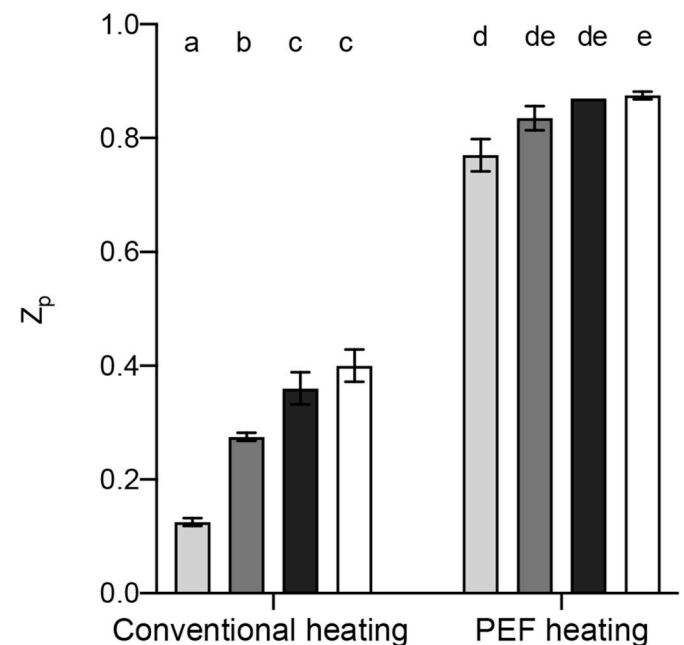 1.0
a b c c
d de de e
0.8
0.6
Zp
0.4
0.2
0.0
Conventional heating
PEF heating